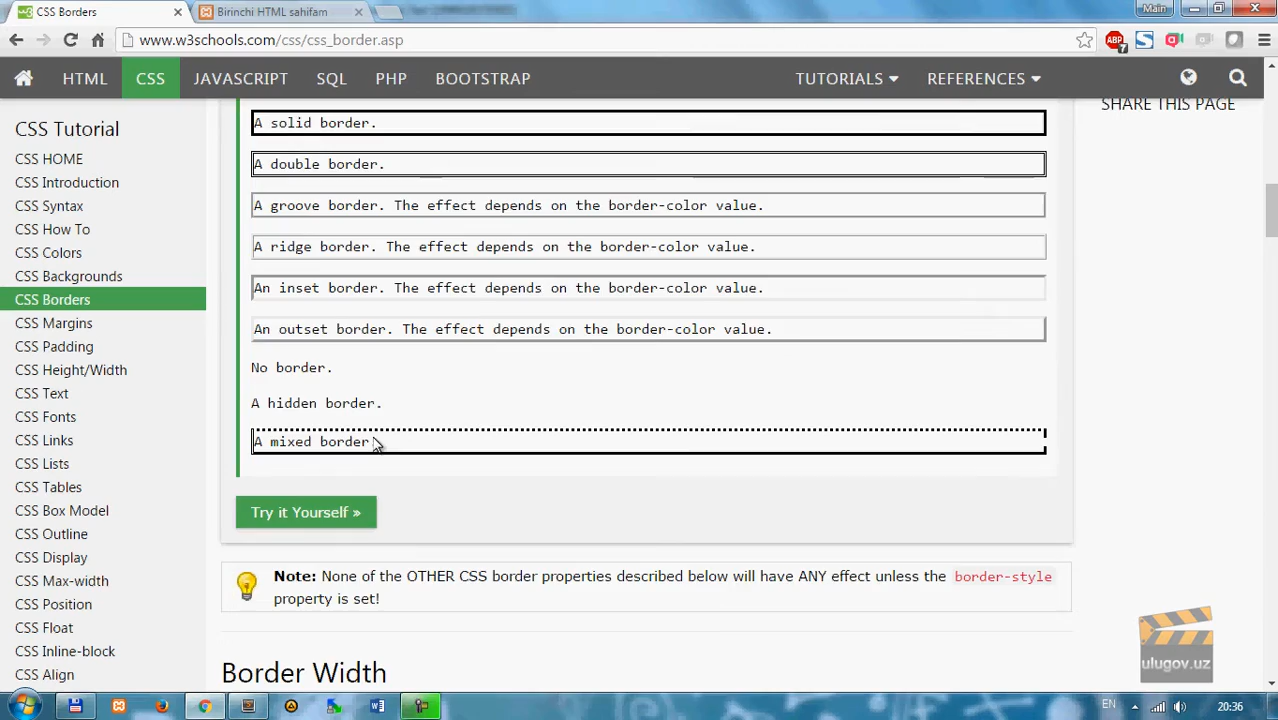 CSS Borders
Birinchi HTML sahifam
Main
www.w3schools.com/css/css_border.asp
ABP
7
HTML
CSS
JAVASCRIPT
SQL
PHP
BOOTSTRAP
TUTORIALS
REFERENCES
SHARE THIS PAGE
CSS Tutorial
CSS HOME
CSS Introduction
CSS Syntax
CSS How To
CSS Colors
CSS Backgrounds
CSS Borders
CSS Margins
CSS Padding
CSS Height/Width
CSS Text
CSS Fonts
CSS Links
CSS Lists
CSS Tables
CSS Box Model
CSS Outline
CSS Display
CSS Max-width
CSS Position
CSS Float
CSS Inline-block
CSS Align
A solid border.
A double border.
A groove border. The effect depends on the border-color value.
A ridge border. The effect depends on the border-color value.
An inset border. The effect depends on the border-color value.
An outset border. The effect depends on the border-color value.
No border.
A hidden border.
A mixed border.
Try it Yourself »
Note: None of the OTHER CSS border properties described below will have ANY effect unless the border-style
property is set!
Border Width
ulugov.uz
EN
20:36